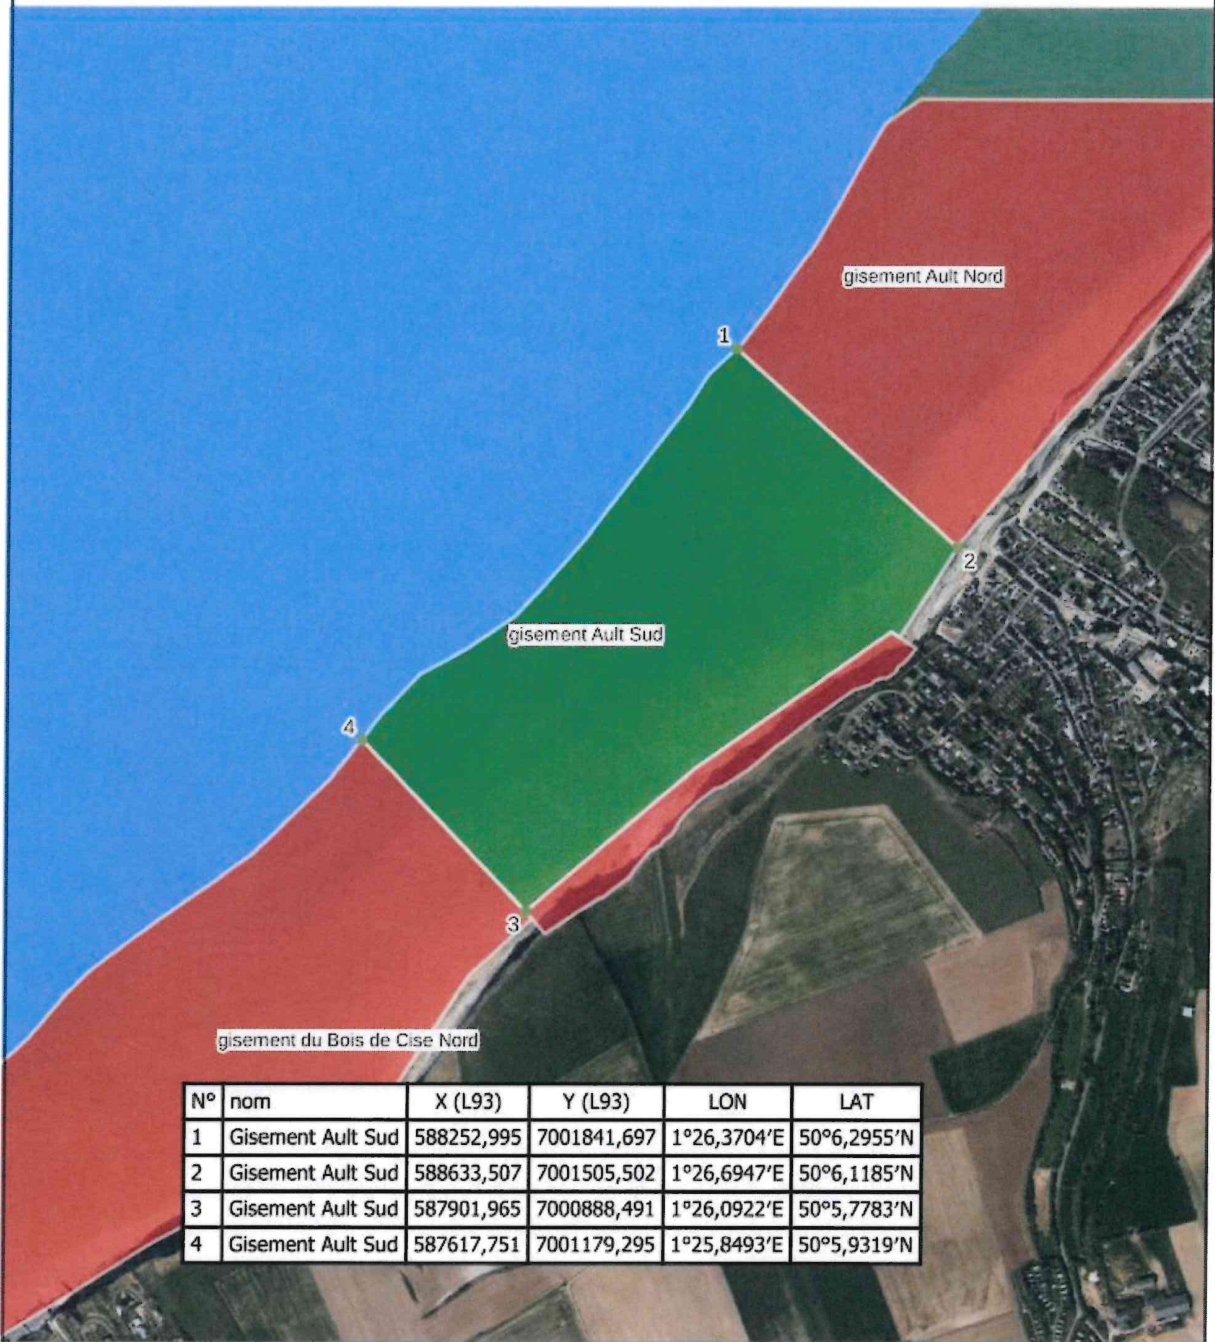 gisement Ault Nord
1
2
gisement Ault Sud
4
3
gisement du Bois de Cise Nord
N° nom X (L93) Y (L93) LON LAT
1 Gisement Ault Sud 588252,995 7001841,697 1°26,3704'E 50°6,2955'N
2 Gisement Ault Sud 588633,507 7001505,502 1°26,6947'E 50°6,1185'N
3 Gisement Ault Sud 587901,965 7000888,491 1°26,0922'E 50°5,7783'N
4 Gisement Ault Sud 587617,751 7001179,295 1°25,8493'E 50°5,9319'N